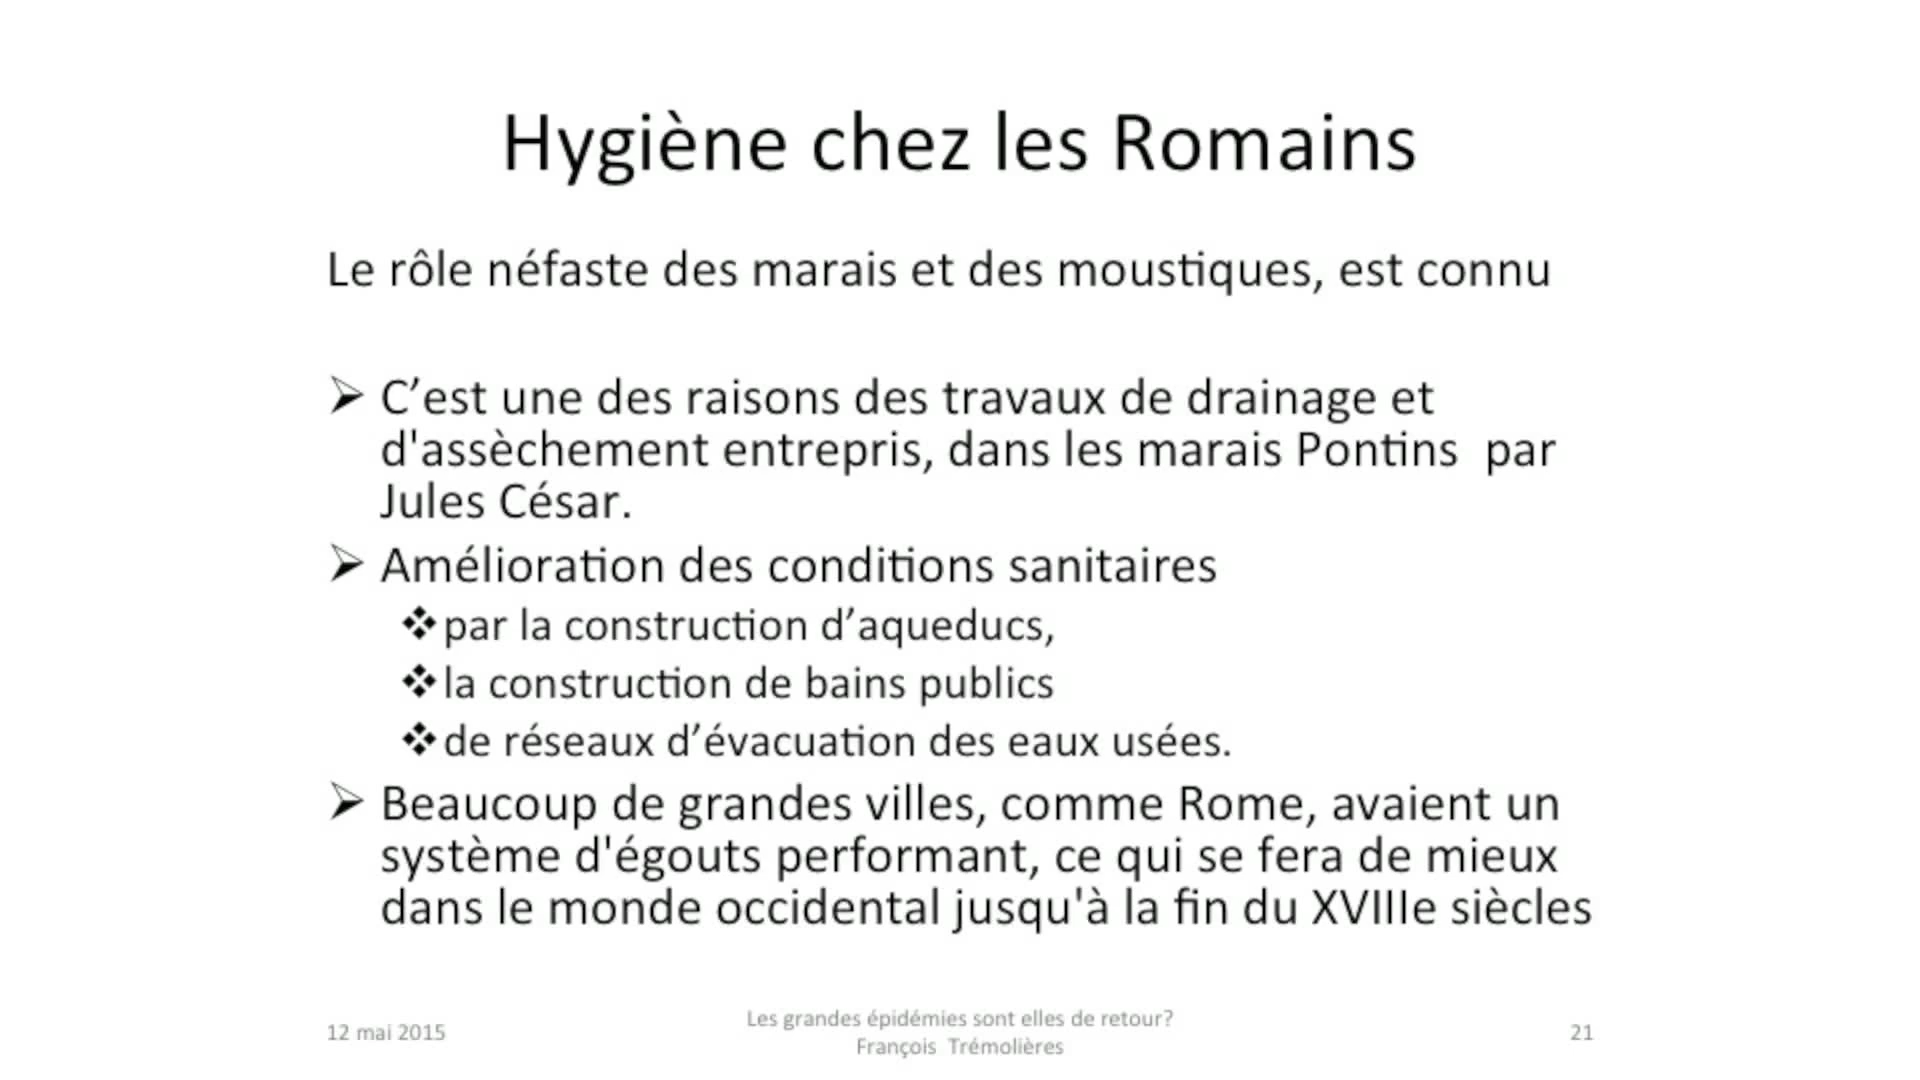 Hygiène chez les Romains
Le rôle néfaste des marais et des moustiques, est connu
➢ C’est une des raisons des travaux de drainage et
d'assèchement entrepris, dans les marais Pontins  par
Jules César.
➢ Amélioration des conditions sanitaires
❖par la construction d’aqueducs,
❖la construction de bains publics
❖de réseaux d’évacuation des eaux usées.
➢ Beaucoup de grandes villes, comme Rome, avaient un
système d'égouts performant, ce qui se fera de mieux
dans le monde occidental jusqu'à la fin du XVIIIe siècles
12 mai 2015
Les grandes épidémies sont elles de retour?
François  Trémolières
21